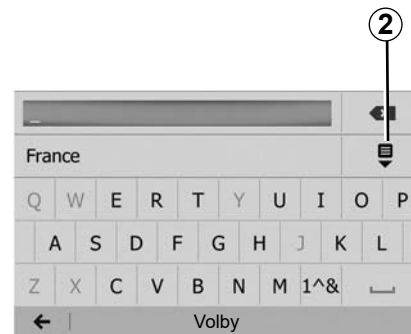 2
_
France
Q W E R T Y U I O P
A S D F G H J K L
Z X C V B N M 1^&
Volby